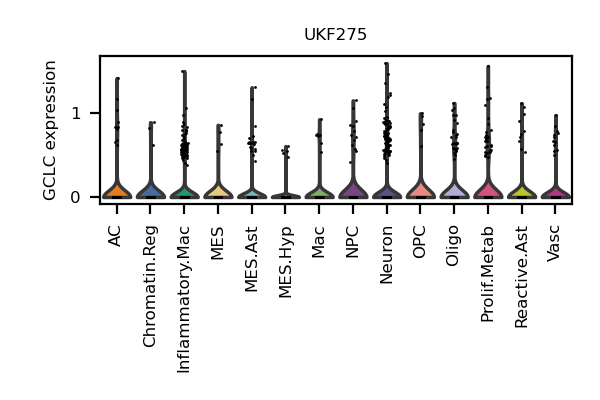 UKF275
GCLC expression
1
0
AC
Chromatin.Reg
Inflammatory.Mac
MES
MES.Ast
MES.Hyp
Mac
NPC
Neuron
OPC
Oligo
Prolif.Metab
Reactive.Ast
Vasc